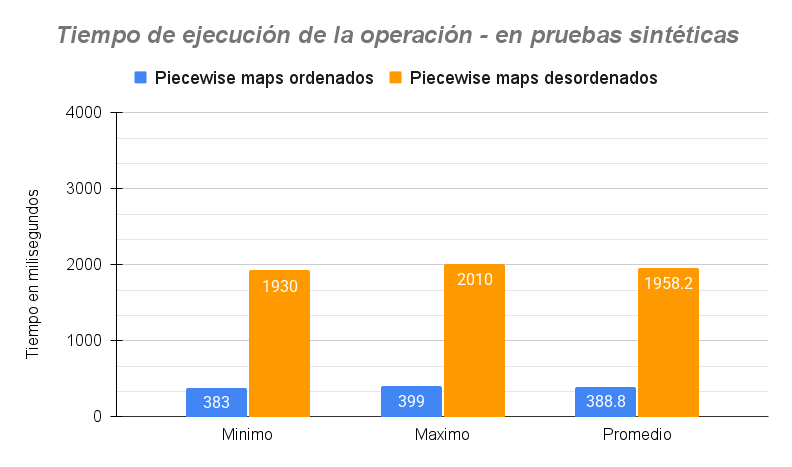 Tiempo de ejecución de la operación - en pruebas sintéticas
Piecewise maps ordenados Piecewise maps desordenados
Tiempo en milisegundos
4000
3000
2000
1000
0
383
1930
399
2010
388.8
1958.2
Minimo
Maximo
Promedio